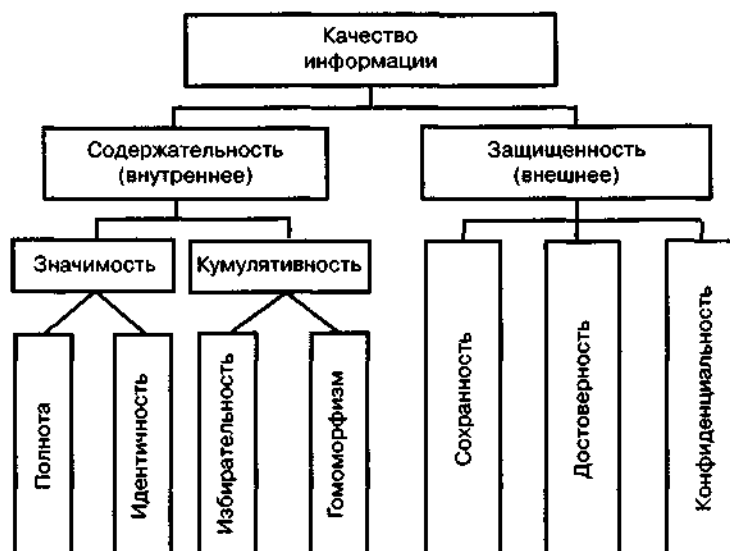 Качество
информации
Содержательность
(внутреннее)
Защищенность
(внешнее)
Значимость
Кумулятивность
Полнота
Идентичность
Избирательность
Гомоморфизм
Сохранность
Достоверность
Конфиденциальность